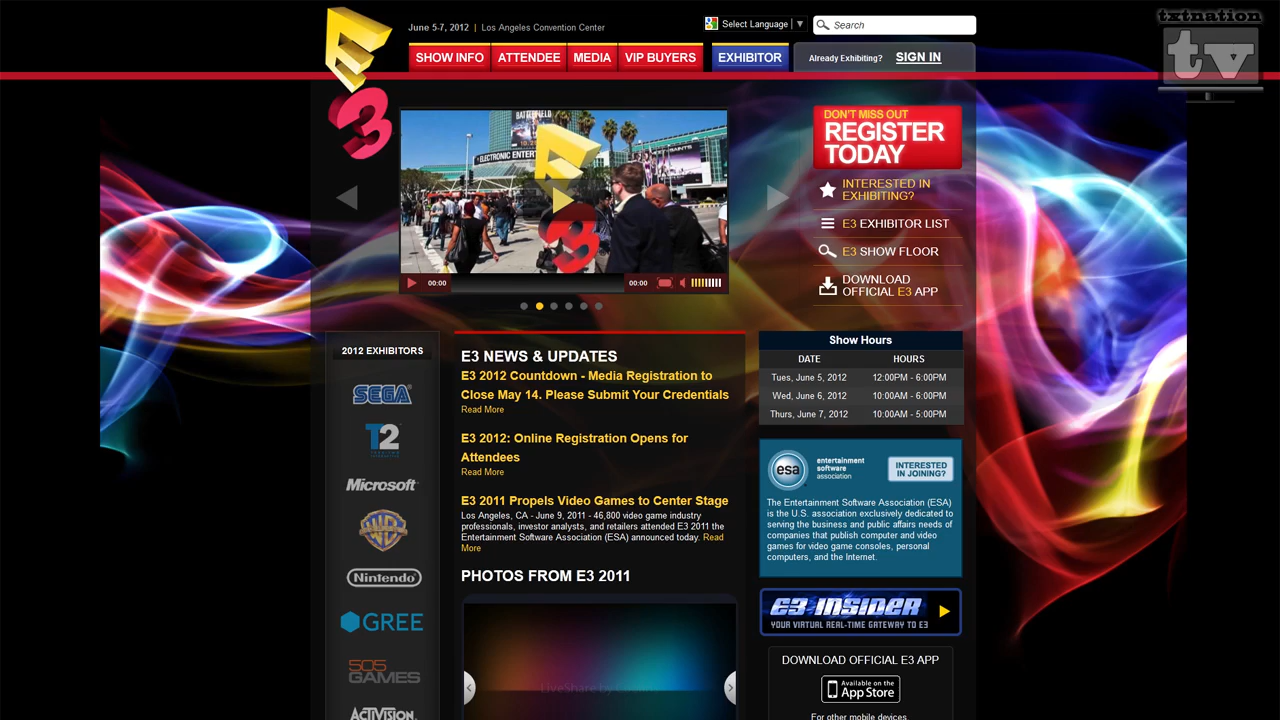 txtnation
tv
June 5-7, 2012 | Los Angeles Convention Center
Select Language
Search
SHOW INFO
ATTENDEE
MEDIA
VIP BUYERS
EXHIBITOR
Already Exhibiting?
SIGN IN
E3
BATTLEFIELD
ELECTRONIC ENTER
E3
00:00
00:00
DON'T MISS OUT
REGISTER
TODAY
INTERESTED IN
EXHIBITING?
E3 EXHIBITOR LIST
E3 SHOW FLOOR
DOWNLOAD
OFFICIAL E3 APP
2012 EXHIBITORS
SEGA
T2
Microsoft
WB
Nintendo
GREE
505
GAMES
ACTIVISION
E3 NEWS & UPDATES
E3 2012 Countdown - Media Registration to
Close May 14. Please Submit Your Credentials
Read More
E3 2012: Online Registration Opens for
Attendees
Read More
E3 2011 Propels Video Games to Center Stage
Los Angeles, CA - June 9, 2011 - 46,800 video game industry
professionals, investor analysts, and retailers attended E3 2011 the
Entertainment Software Association (ESA) announced today. Read
More
PHOTOS FROM E3 2011
LiveShare by
Show Hours
DATE HOURS
Tues, June 5, 2012 12:00PM - 6:00PM
Wed, June 6, 2012 10:00AM - 6:00PM
Thurs, June 7, 2012 10:00AM - 5:00PM
esa
entertainment
software
association
INTERESTED
IN JOINING?
The Entertainment Software Association (ESA)
is the U.S. association exclusively dedicated to
serving the business and public affairs needs of
companies that publish computer and video
games for video game consoles, personal
computers, and the Internet.
E3 INSIDER
YOUR VIRTUAL REAL-TIME GATEWAY TO E3
DOWNLOAD OFFICIAL E3 APP
Available on the
App Store
For other mobile devices